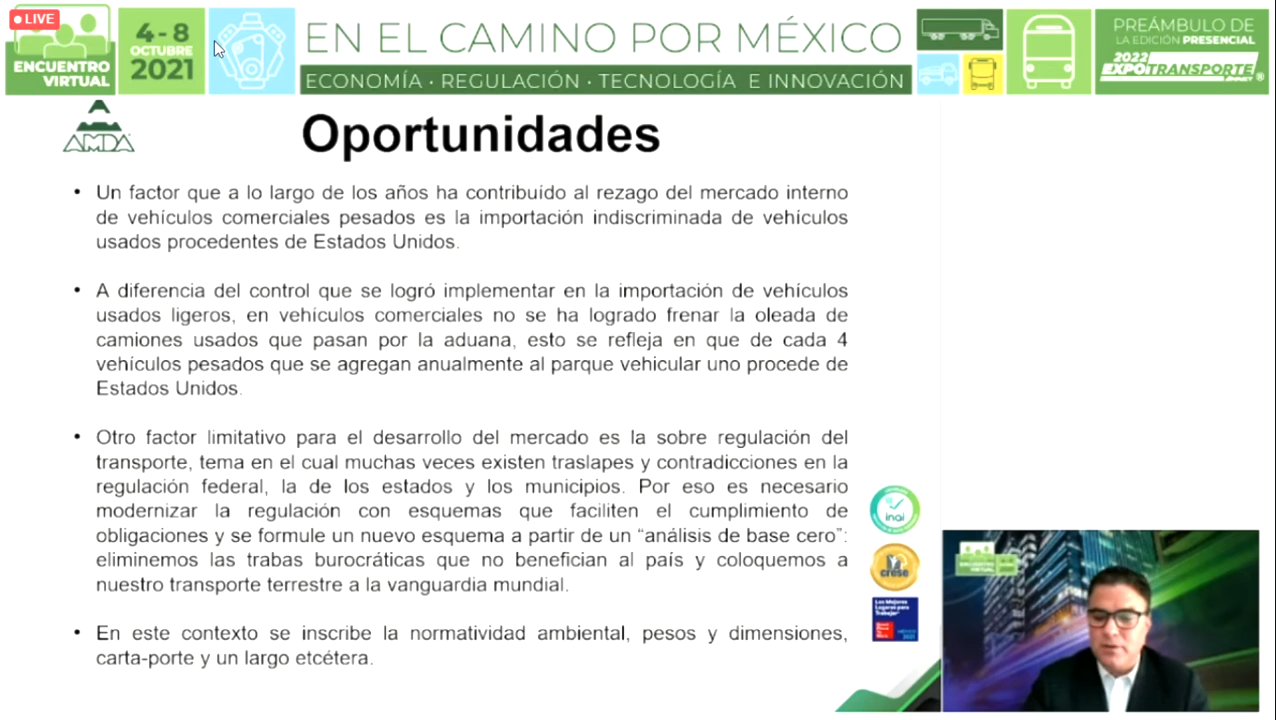 LIVE
ENCUENTRO
VIRTUAL
4 - 8
OCTUBRE
2021
EN EL CAMINO POR MÉXICO
ECONOMÍA · REGULACIÓN · TECNOLOGÍA E INNOVACIÓN
PREÁMBULO DE
LA EDICIÓN PRESENCIAL
2022
EXPOTRANSPORTE
AMDA
Oportunidades
• Un factor que a lo largo de los años ha contribuido al rezago del mercado interno
de vehículos comerciales pesados es la importación indiscriminada de vehículos
usados procedentes de Estados Unidos.
• A diferencia del control que se logró implementar en la importación de vehículos
usados ligeros, en vehículos comerciales no se ha logrado frenar la oleada de
camiones usados que pasan por la aduana, esto se refleja en que de cada 4
vehículos pesados que se agregan anualmente al parque vehicular uno procede de
Estados Unidos.
• Otro factor limitativo para el desarrollo del mercado es la sobre regulación del
transporte, tema en el cual muchas veces existen traslapes y contradicciones en la
regulación federal, la de los estados y los municipios. Por eso es necesario
modernizar la regulación con esquemas que faciliten el cumplimiento de
obligaciones y se formule un nuevo esquema a partir de un “análisis de base cero”:
eliminemos las trabas burocráticas que no benefician al país y coloquemos a
nuestro transporte terrestre a la vanguardia mundial.
• En este contexto se inscribe la normatividad ambiental, pesos y dimensiones,
carta-porte y un largo etcétera.
inai
crese
Los Mejores
Lugares para
Trabajar
ENCUENTRO
VIRTUAL